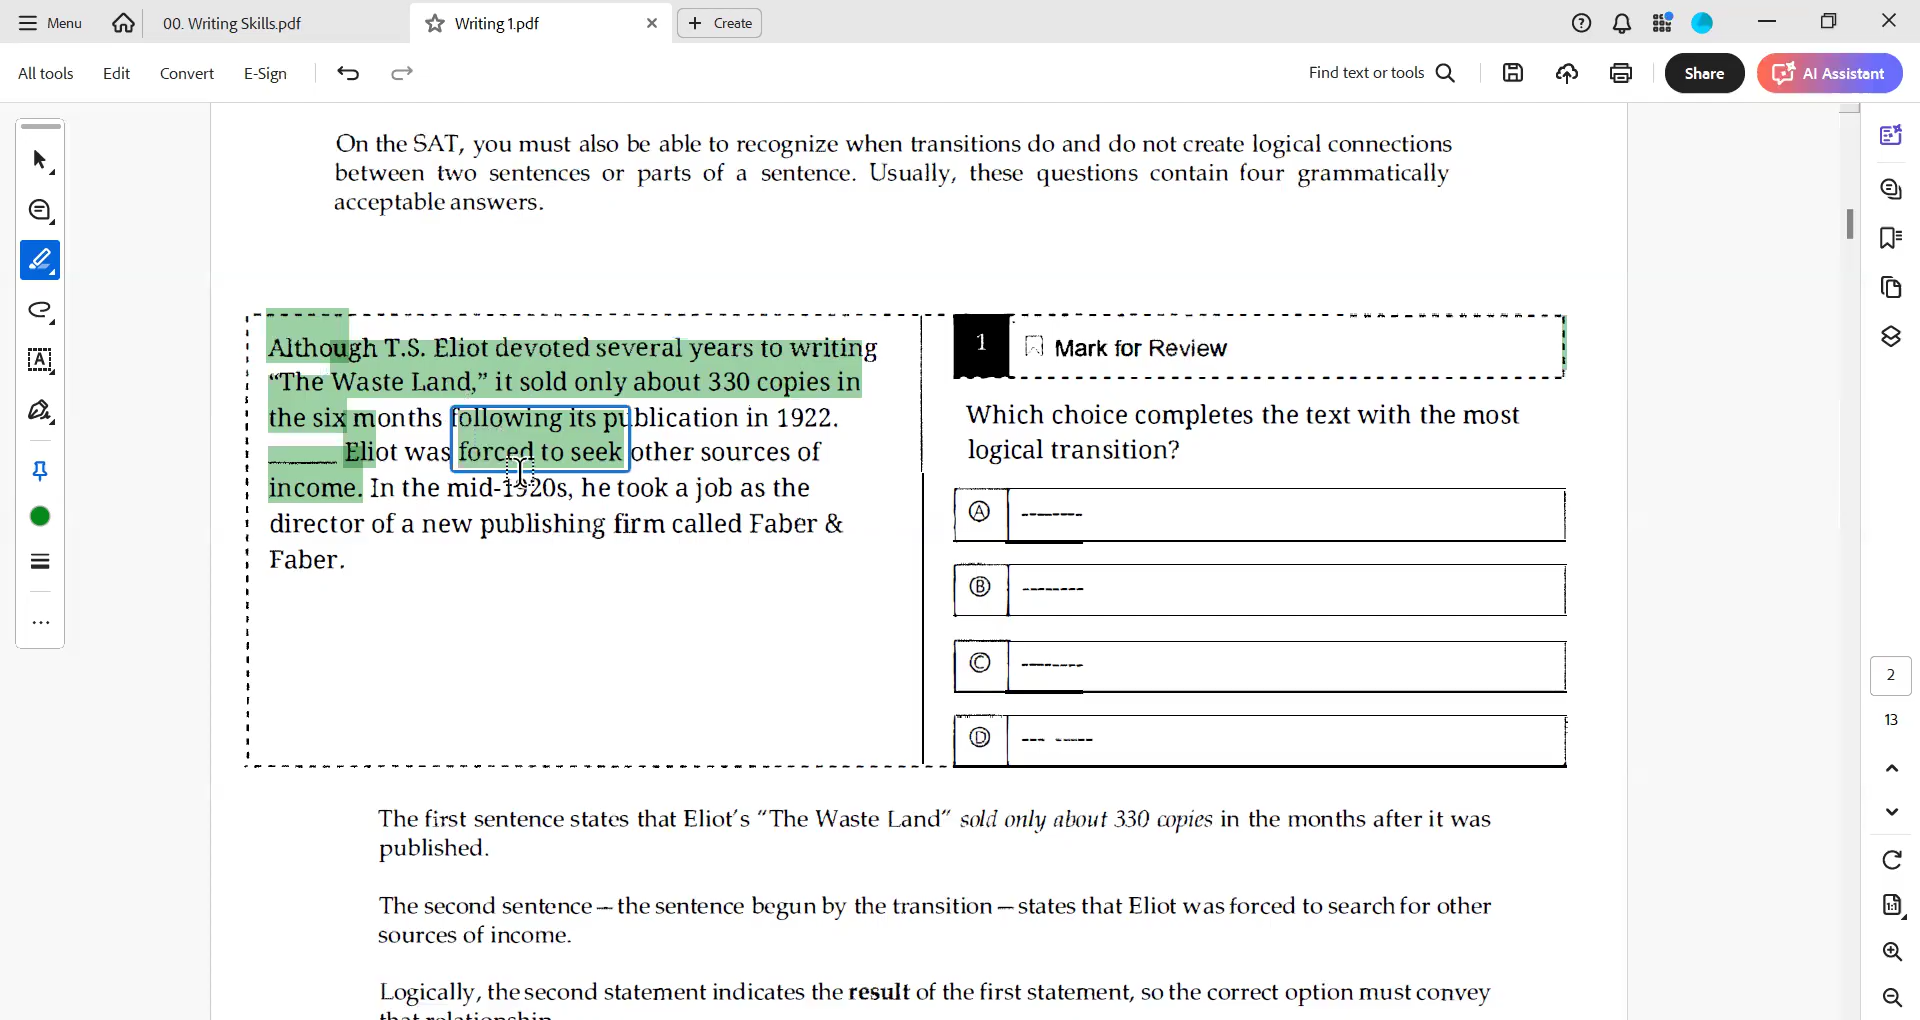 Menu
00. Writing Skills.pdf
Writing 1.pdf
Create
All tools
Edit
Convert
E-Sign
Find text or tools
Share
AI Assistant
On the SAT, you must also be able to recognize when transitions do and do not create logical connections
between two sentences or parts of a sentence. Usually, these questions contain four grammatically
acceptable answers.
Although T.S. Eliot devoted several years to writing
“The Waste Land,” it sold only about 330 copies in
the six months following its publication in 1922.
______ Eliot was forced to seek other sources of
income. In the mid-1920s, he took a job as the
director of a new publishing firm called Faber &
Faber.
1 Mark for Review
Which choice completes the text with the most
logical transition?
A --------
B --------
C --------
D --- -----
The first sentence states that Eliot’s “The Waste Land” sold only about 330 copies in the months after it was
published.
The second sentence—the sentence begun by the transition—states that Eliot was forced to search for other
sources of income.
Logically, the second statement indicates the result of the first statement, so the correct option must convey
that relationship
2
13